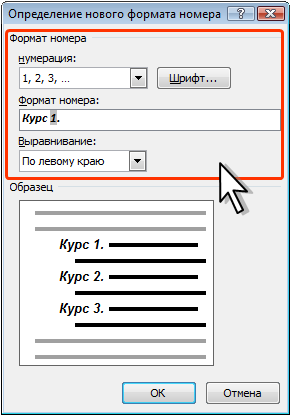 Определение нового формата номера
Формат номера
нумерация:
1, 2, 3, ...
Шрифт...
Формат номера:
Курс 1.
Выравнивание:
По левому краю
Образец
Курс 1.
Курс 2.
Курс 3.
ОК
Отмена